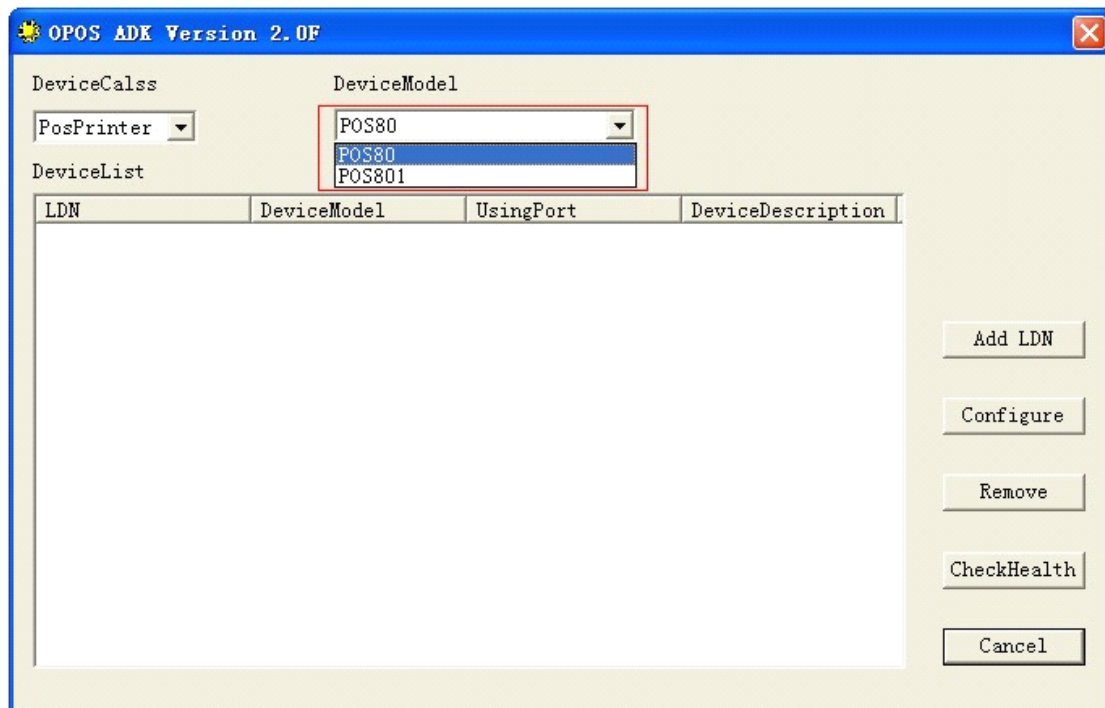 OPOS ADK Version 2.0F
DeviceCalss DeviceModel
PosPrinter POS80
POS80
POS801
DeviceList
LDN DeviceModel UsingPort DeviceDescription
Add LDN
Configure
Remove
CheckHealth
Cancel